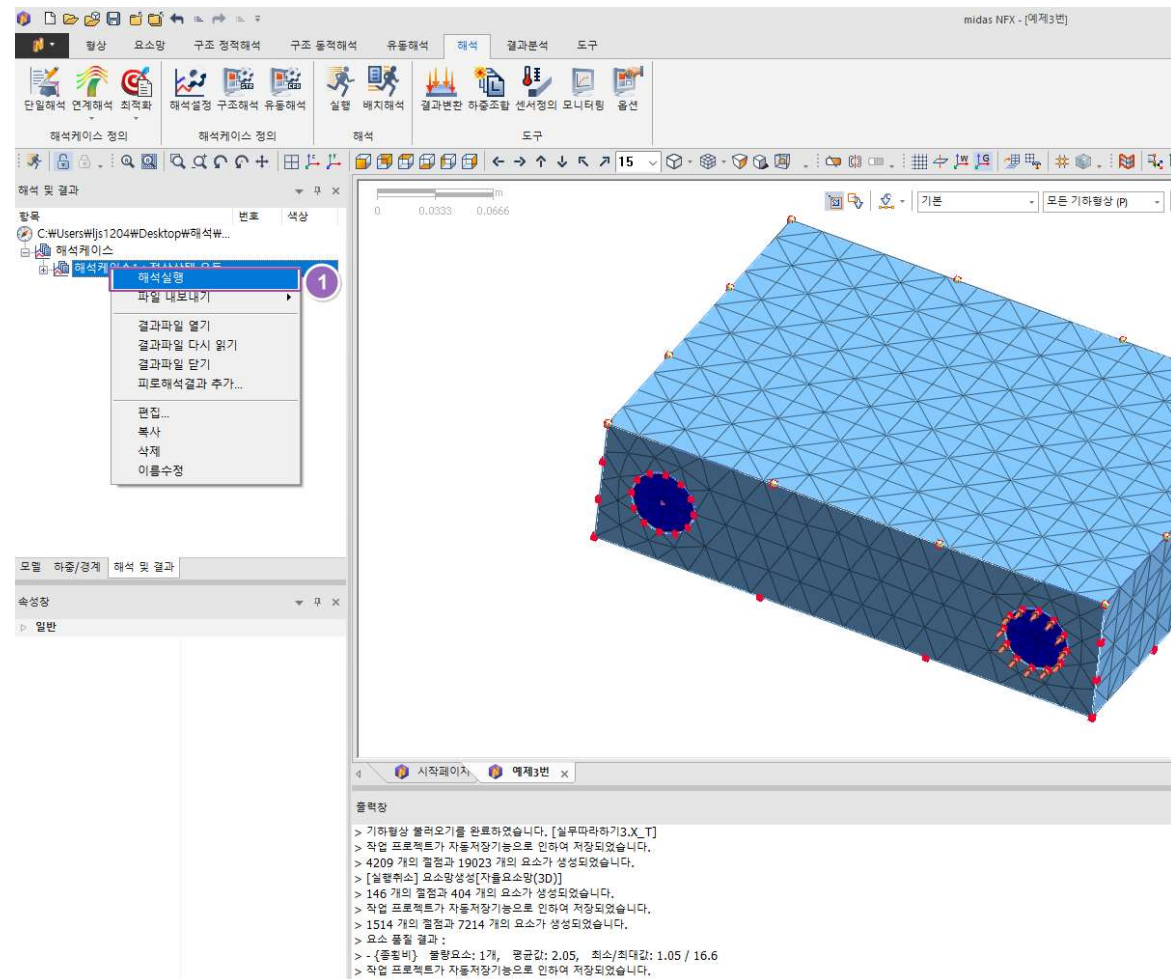 midas NFX - [예제3번]
형상 요소망 구조 정적해석 구조 동적해석 유동해석 해석 결과분석 도구
단일해석 연계해석 최적화 해석설정 구조해석 유동해석 실행 배치해석 결과변환 하중조합 센서정의 모니터링 옵션
해석케이스 정의 해석케이스 정의 해석 도구
15
해석 및 결과
m
0 0.0333 0.0666
기본 모든 기하형상 (P)
항목 번호 색상
C:₩Users₩ljs1204₩Desktop₩해석₩...
해석케이스
해석실행
1
파일 내보내기
결과파일 열기
결과파일 다시 읽기
결과파일 닫기
피로해석결과 추가...
편집...
복사
삭제
이름수정
모델 하중/경계 해석 및 결과
속성창
일반
시작페이지 예제3번
출력창
> 기하형상 불러오기를 완료하였습니다. [실무따라하기3.X_T]
> 작업 프로젝트가 자동저장기능으로 인하여 저장되었습니다.
> 4209 개의 절점과 19023 개의 요소가 생성되었습니다.
> [실행취소] 요소망생성[자율요소망(3D)]
> 146 개의 절점과 404 개의 요소가 생성되었습니다.
> 작업 프로젝트가 자동저장기능으로 인하여 저장되었습니다.
> 1514 개의 절점과 7214 개의 요소가 생성되었습니다.
> 요소 품질 결과 :
> - {종횡비} 불량요소: 1개, 평균값: 2.05, 최소/최대값: 1.05 / 16.6
> 작업 프로젝트가 자동저장기능으로 인하여 저장되었습니다.